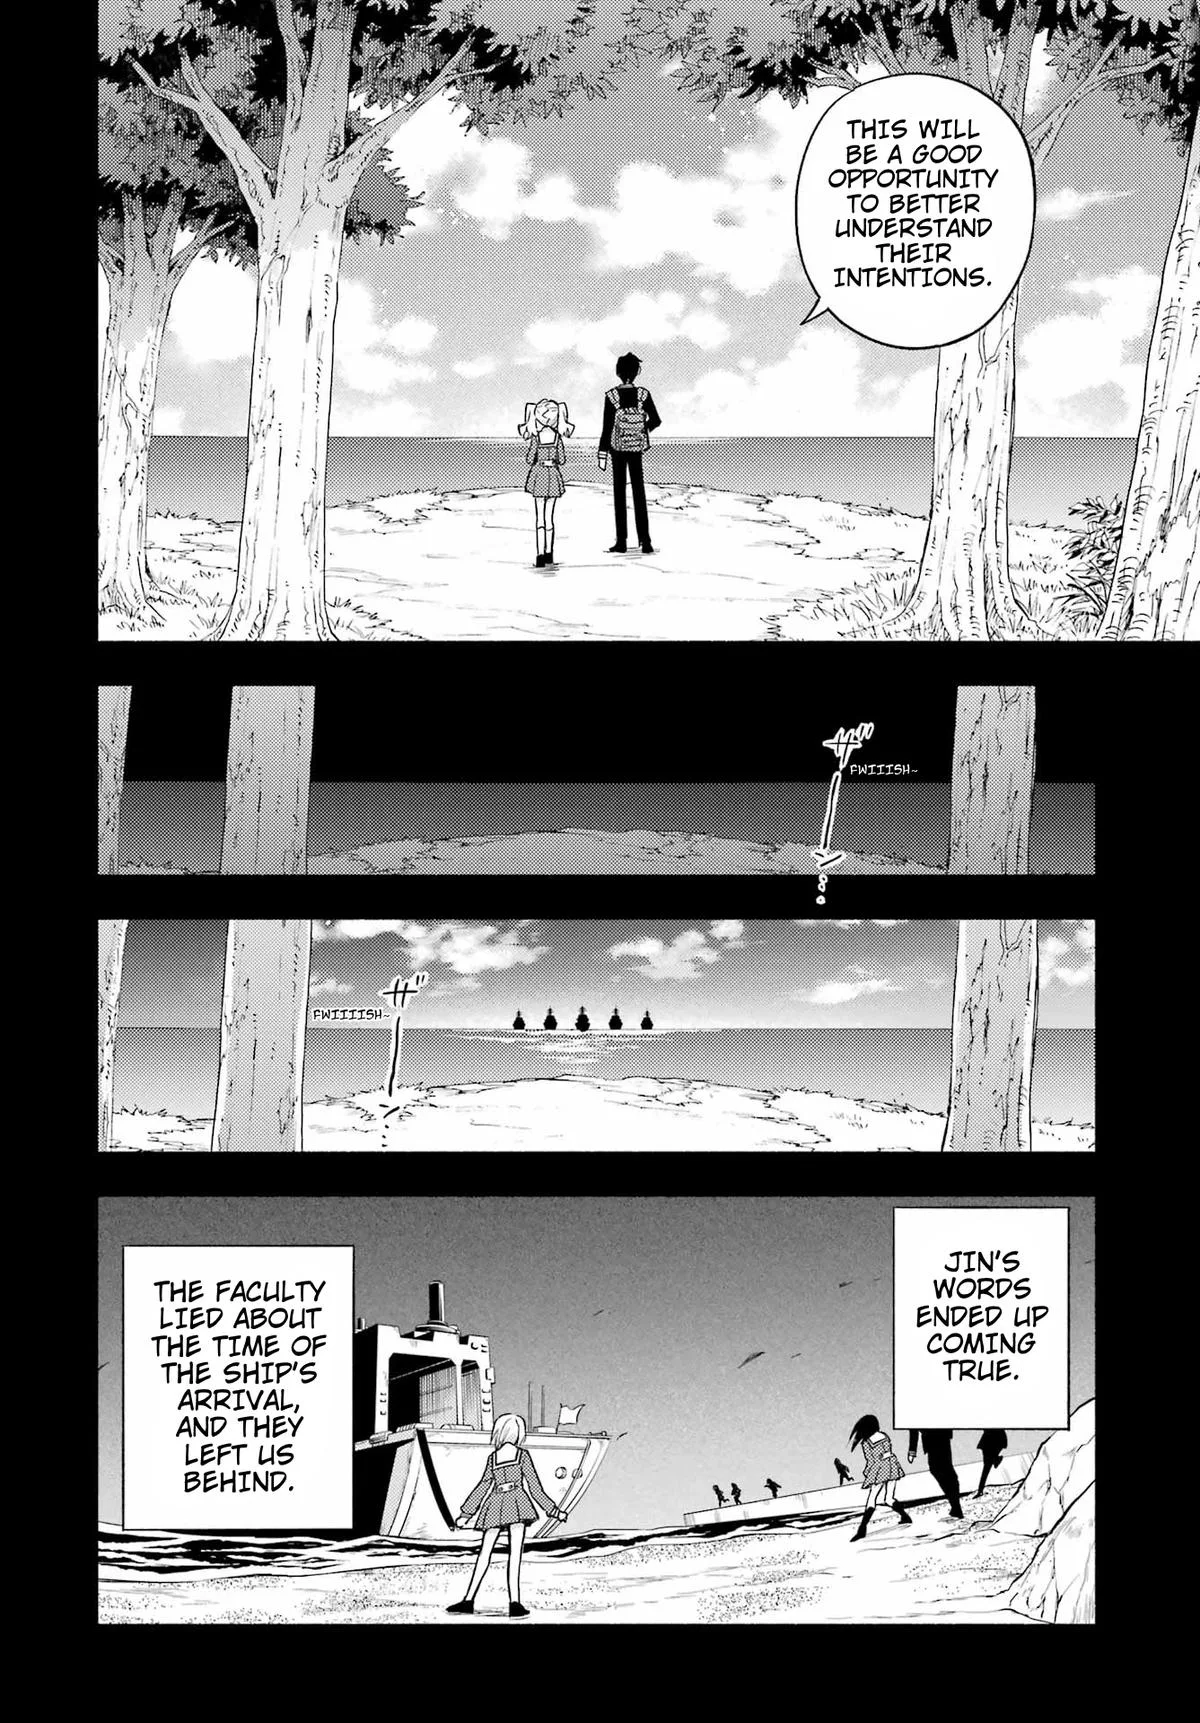 THIS WILL
BE A GOOD
OPPORTUNITY
TO BETTER
UNDERSTAND
THEIR
INTENTIONS.
FWIIISH~
FWIIIISH~
JIN'S
WORDS
ENDED UP
COMING
TRUE.
THE FACULTY
LIED ABOUT
THE TIME OF
THE SHIP'S
ARRIVAL,
AND THEY
LEFT US
BEHIND.